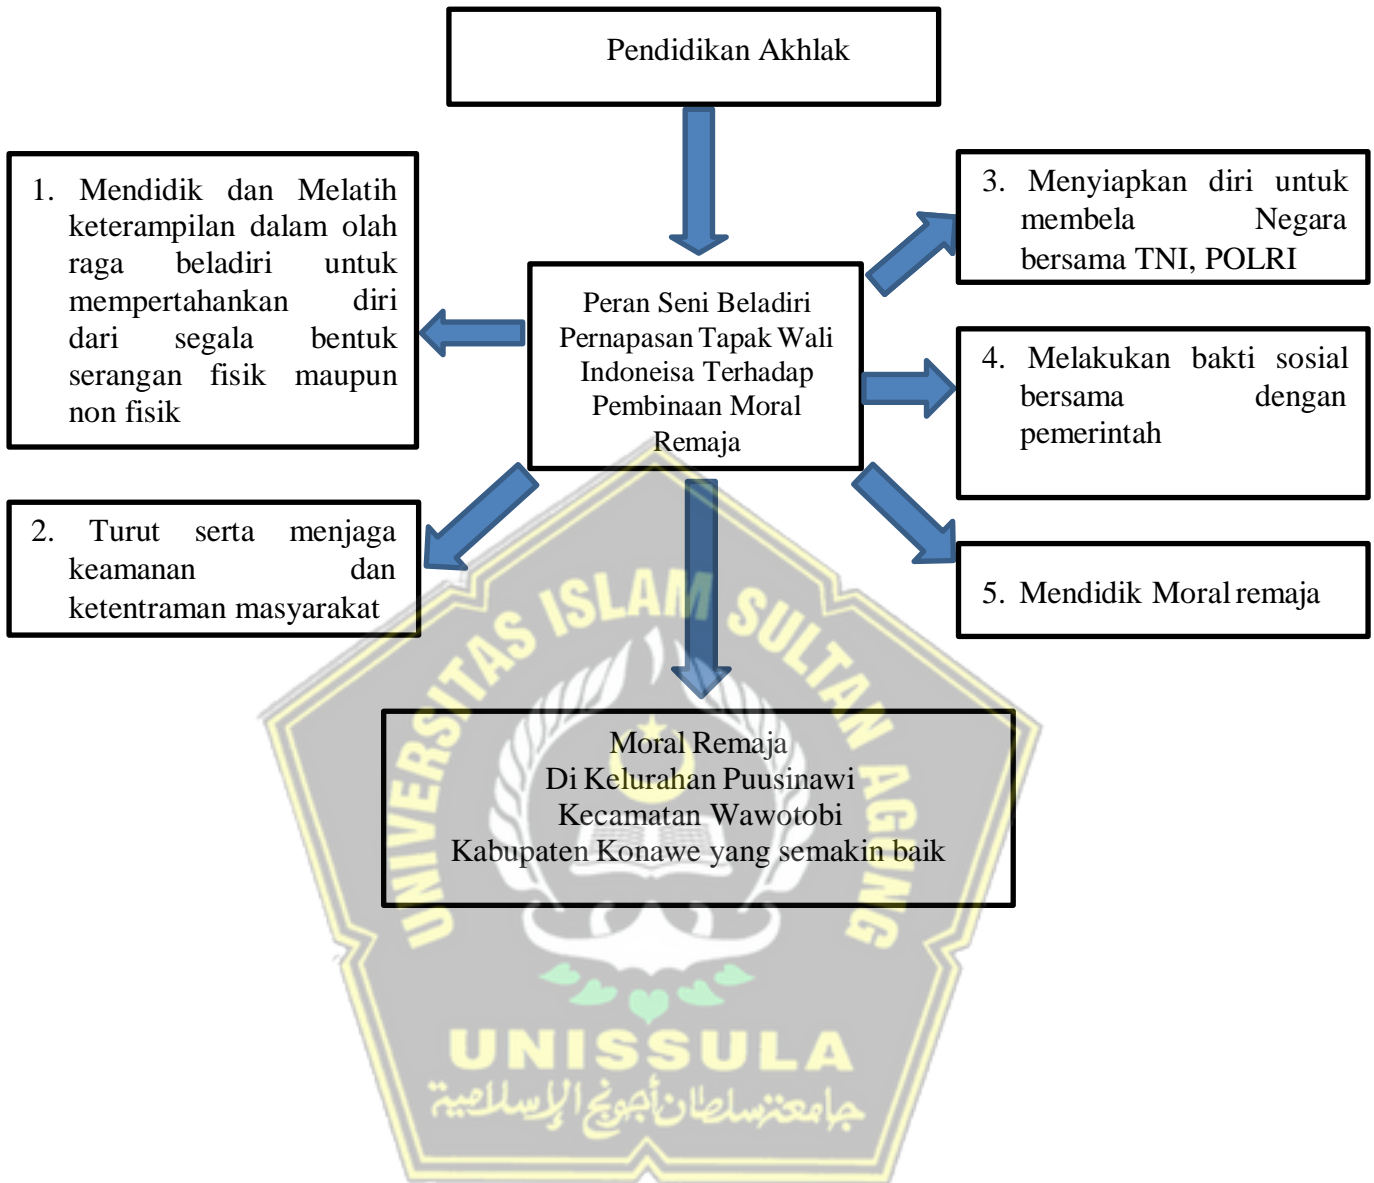 Pendidikan Akhlak
1. Mendidik dan Melatih
keterampilan dalam olah
raga beladiri untuk
mempertahankan diri
dari segala bentuk
serangan fisik maupun
non fisik
2. Turut serta menjaga
keamanan dan
ketentraman masyarakat
Peran Seni Beladiri
Pernapasan Tapak Wali
Indoneisa Terhadap
Pembinaan Moral
Remaja
3. Menyiapkan diri untuk
membela Negara
bersama TNI, POLRI
4. Melakukan bakti sosial
bersama dengan
pemerintah
5. Mendidik Moral remaja
Moral Remaja
Di Kelurahan Puusinawi
Kecamatan Wawotobi
Kabupaten Konawe yang semakin baik
UNIVERSITAS ISLAM SULTAN AGUNG
UNISSULA
جامعة سلطان أجونج الإسلامية